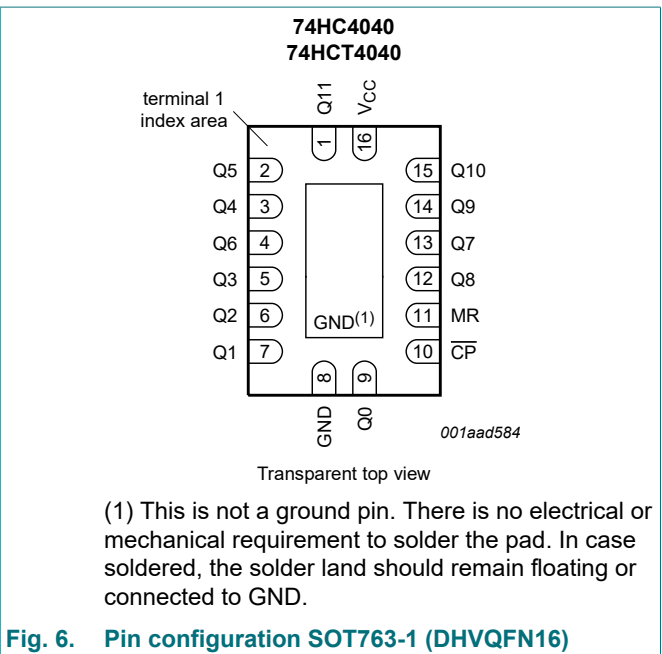 74HC4040
74HCT4040
terminal 1
index area
Q11
VCC
1
16
Q5 2
15 Q10
Q4 3
14 Q9
Q6 4
13 Q7
Q3 5
12 Q8
Q2 6
GND(1)
11 MR
Q1 7
10 C̅P̅
8
9
GND
Q0
001aad584
Transparent top view
(1) This is not a ground pin. There is no electrical or
mechanical requirement to solder the pad. In case
soldered, the solder land should remain floating or
connected to GND.
Fig. 6. Pin configuration SOT763-1 (DHVQFN16)